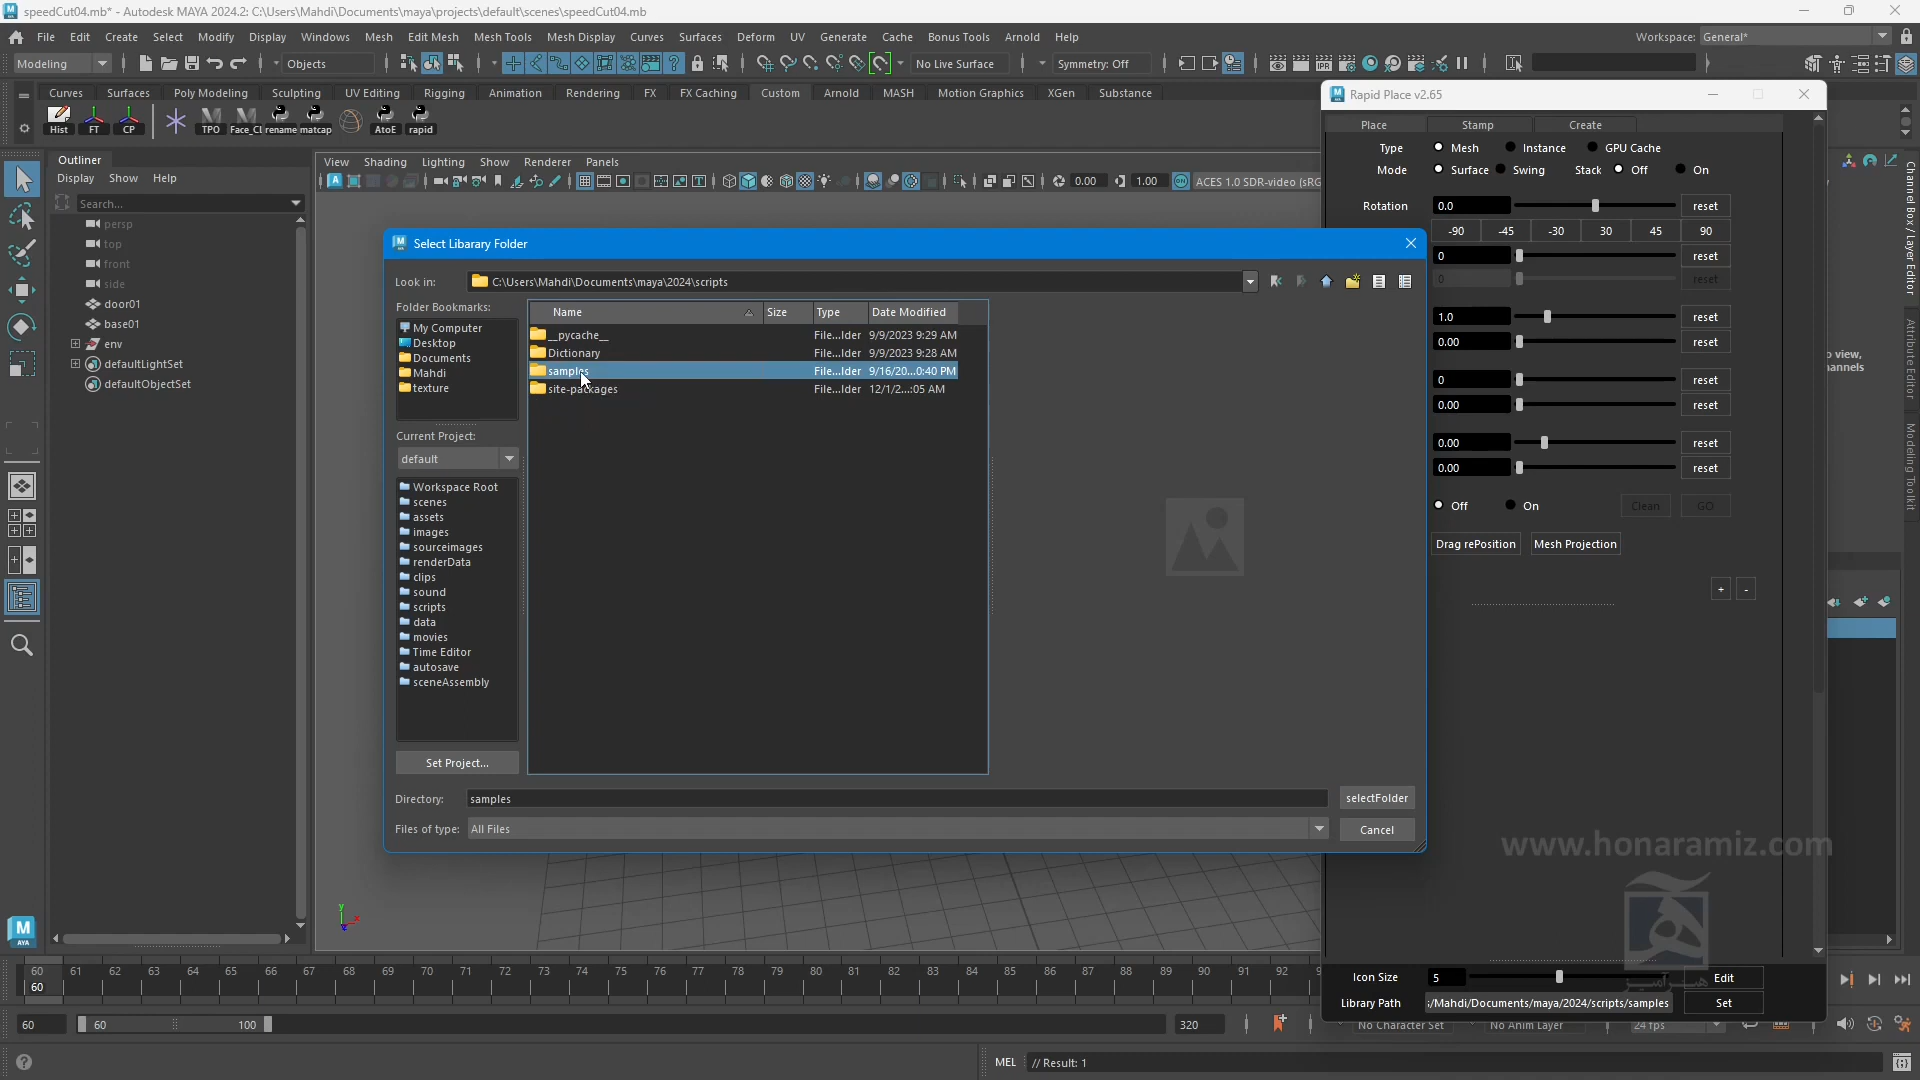 speedCut04.mb* - Autodesk MAYA 2024.2: C:\Users\Mahdi\Documents\maya\projects\default\scenes\speedCut04.mb
File Edit Create Select Modify Display Windows Mesh Edit Mesh Mesh Tools Mesh Display Curves Surfaces Deform UV Generate Cache Bonus Tools Arnold Help
Workspace: General*
Modeling
Objects
No Live Surface
Symmetry: Off
Curves Surfaces Poly Modeling Sculpting UV Editing Rigging Animation Rendering FX FX Caching Custom Arnold MASH Motion Graphics XGen Substance
Hist FT CP TPO Face_Cl rename matcap AtoE rapid
Outliner
Display Show Help
Search...
persp
top
front
side
door01
base01
env
defaultLightSet
defaultObjectSet
View Shading Lighting Show Renderer Panels
0.00
1.00
ACES 1.0 SDR-video (sRG
Select Libarary Folder
Look in:
C:\Users\Mahdi\Documents\maya\2024\scripts
Folder Bookmarks:
My Computer
Desktop
Documents
Mahdi
texture
Current Project:
default
Workspace Root
scenes
assets
images
sourceimages
renderData
clips
sound
scripts
data
movies
Time Editor
autosave
sceneAssembly
Set Project...
Name Size Type Date Modified
__pycache__ File...lder 9/9/2023 9:29 AM
Dictionary File...lder 9/9/2023 9:28 AM
samples File...lder 9/16/20...0:40 PM
site-packages File...lder 12/1/2...:05 AM
Directory: samples
selectFolder
Files of type: All Files
Cancel
Rapid Place v2.65
Place Stamp Create
Type Mesh Instance GPU Cache
Mode Surface Swing Stack Off On
Rotation 0.0 reset
-90 -45 -30 30 45 90
0 reset
0 reset
1.0 reset
0.00 reset
0 reset
0.00 reset
0.00 reset
0.00 reset
Off On Clean GO
Drag rePosition Mesh Projection
+ -
Icon Size 5 Edit
Library Path :/Mahdi/Documents/maya/2024/scripts/samples Set
Channel Box / Layer Editor
Attribute Editor
Modeling Toolkit
www.honaramiz.com
هنرآمیز
60 61 62 63 64 65 66 67 68 69 70 71 72 73 74 75 76 77 78 79 80 81 82 83 84 85 86 87 88 89 90 91 92
60
60 60 100 320
No Character Set
No Anim Layer
24 fps
MEL // Result: 1